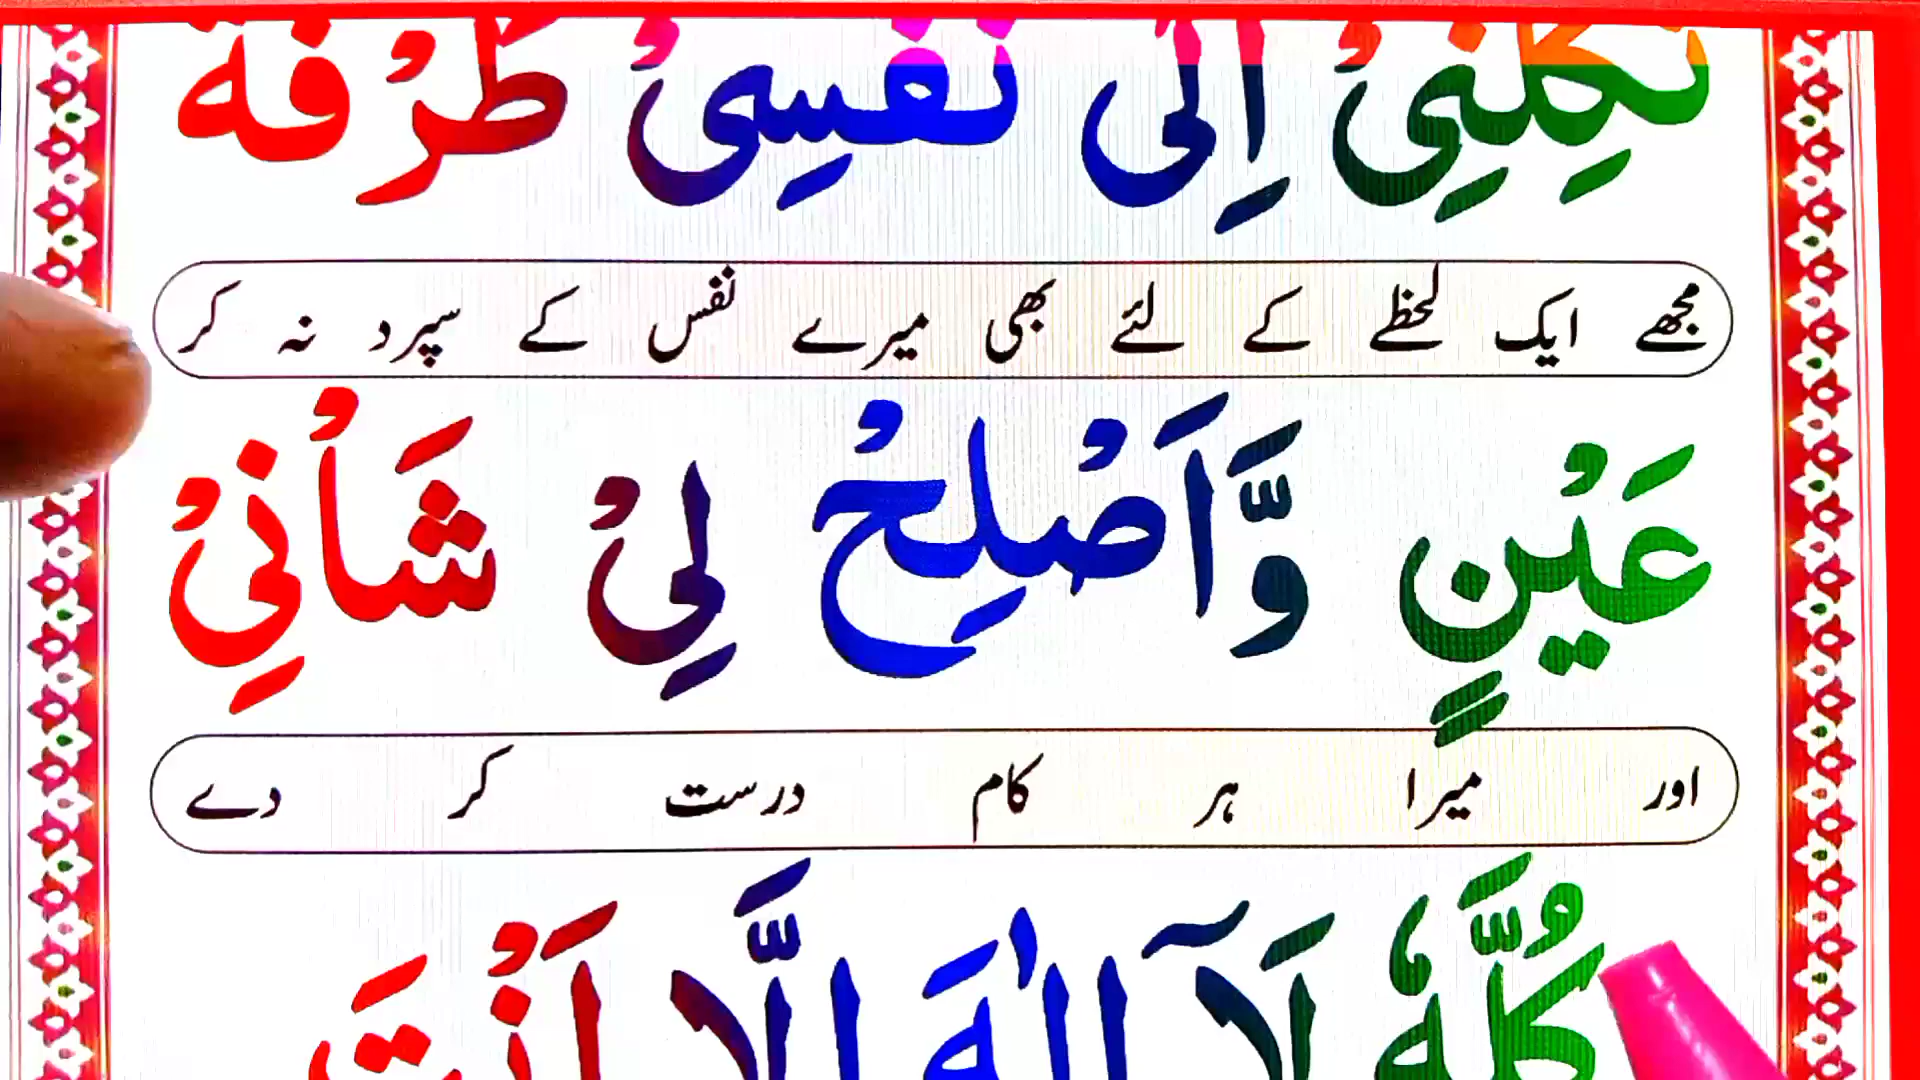 تَكِلْنِيْ اِلٰى نَفْسِيْ طَرْفَةَ
مجھے ایک لحظے کے لئے بھی میرے نفس کے سپرد نہ کر
عَيْنٍ وَّاَصْلِحْ لِيْ شَاْنِيْ
اور میرا ہر کام درست کر دے
كُلَّهٗ لَآ اِلٰهَ اِلَّا اَنْتَ